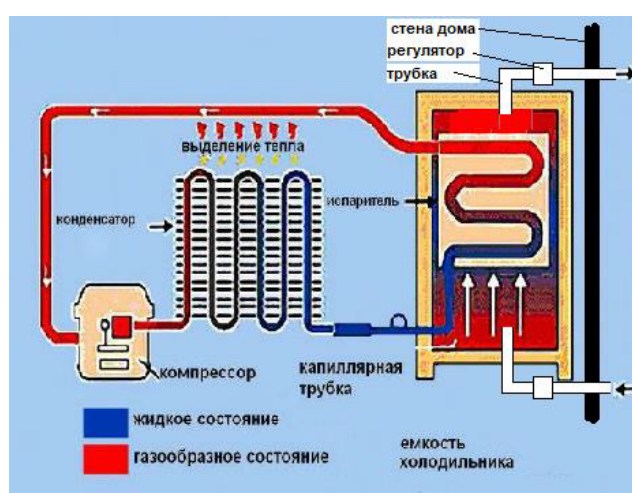 стена дома
регулятор
трубка
выделение тепла
испаритель
конденсатор
компрессор
капиллярная
трубка
жидкое состояние
газообразное состояние
емкость
холодильника